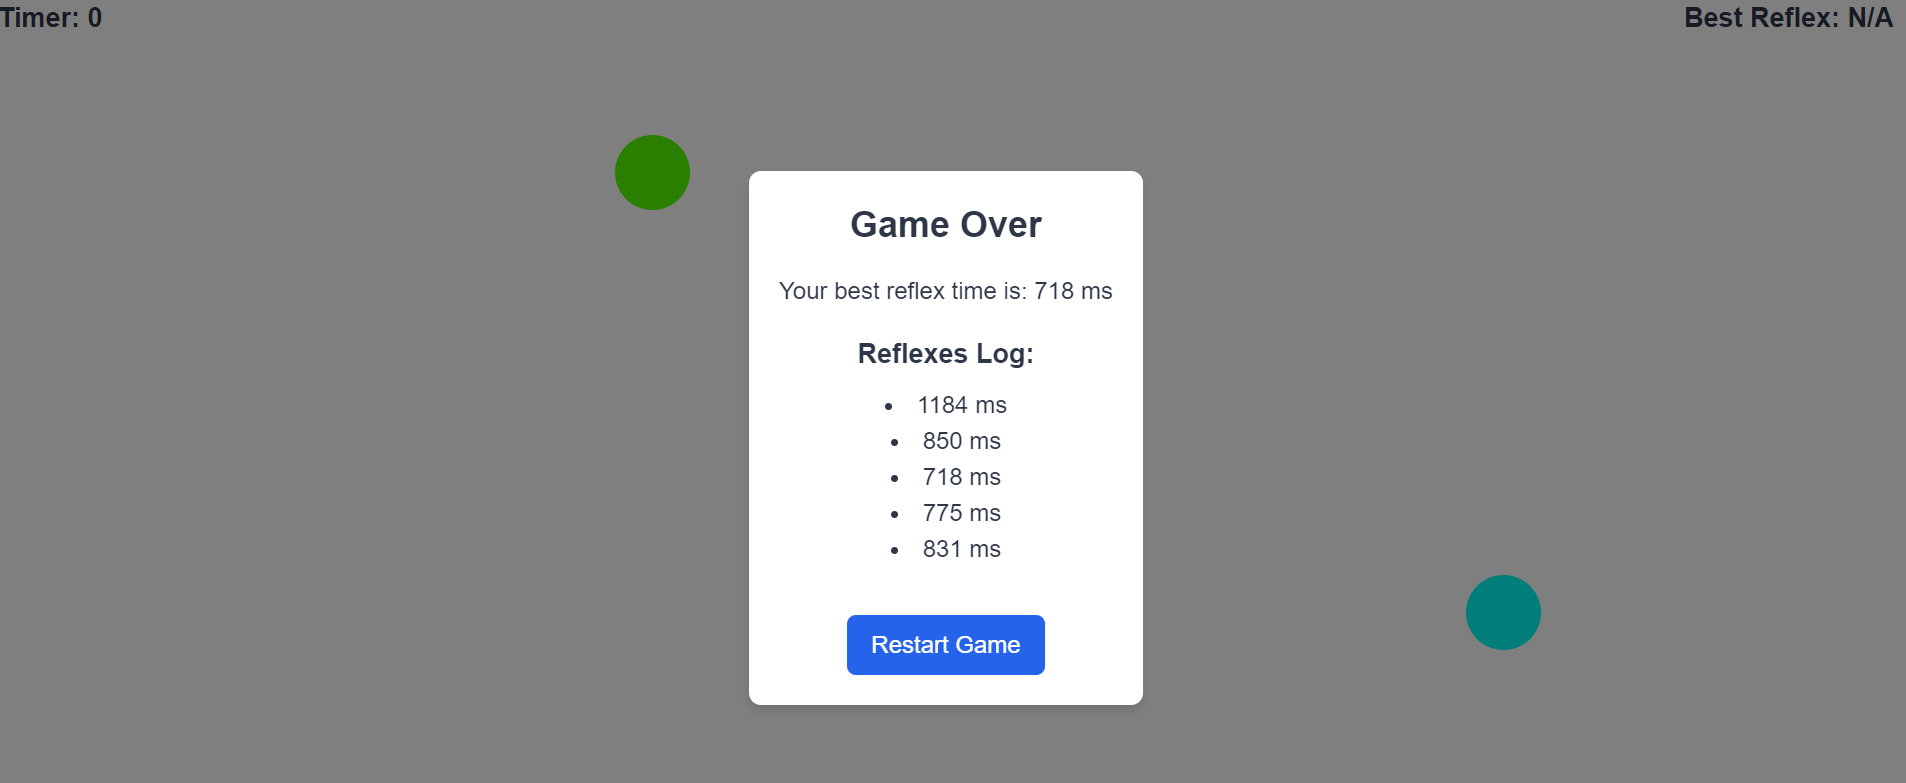 Timer: 0
Best Reflex: N/A
Game Over
Your best reflex time is: 718 ms
Reflexes Log:
• 1184 ms
• 850 ms
• 718 ms
• 775 ms
• 831 ms
Restart Game